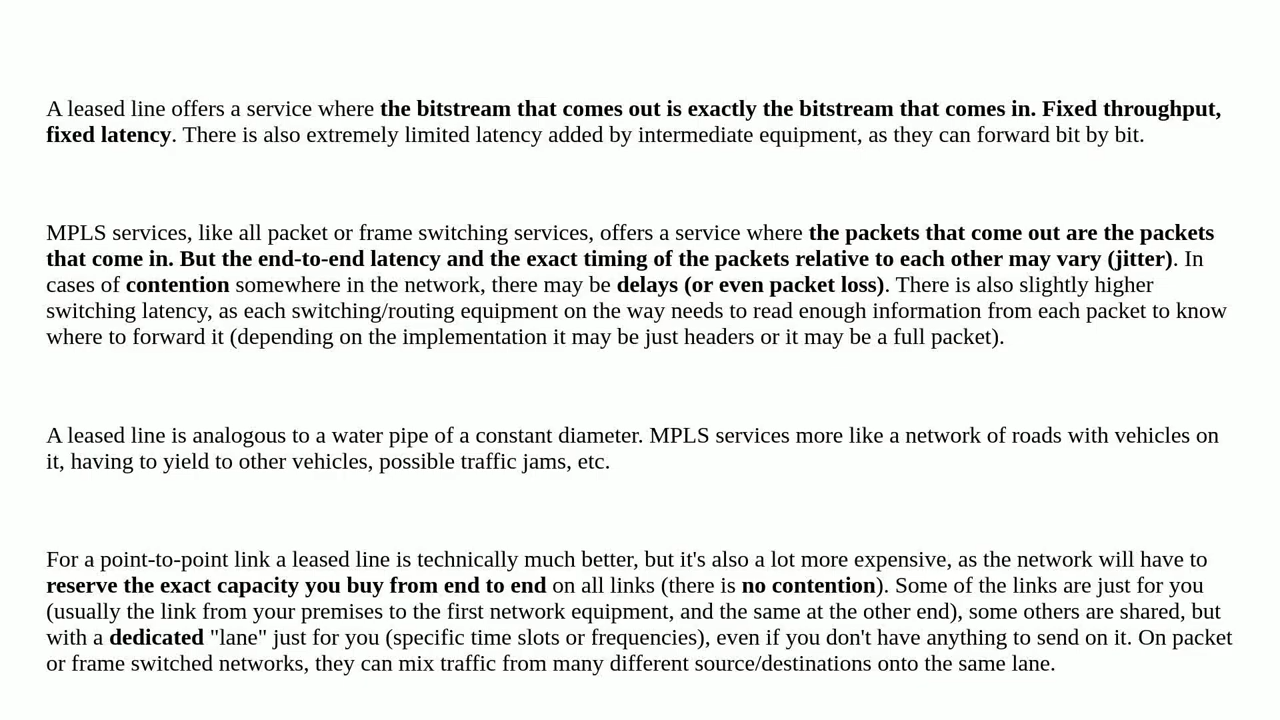 A leased line offers a service where the bitstream that comes out is exactly the bitstream that comes in. Fixed throughput,
fixed latency. There is also extremely limited latency added by intermediate equipment, as they can forward bit by bit.
MPLS services, like all packet or frame switching services, offers a service where the packets that come out are the packets
that come in. But the end-to-end latency and the exact timing of the packets relative to each other may vary (jitter). In
cases of contention somewhere in the network, there may be delays (or even packet loss). There is also slightly higher
switching latency, as each switching/routing equipment on the way needs to read enough information from each packet to know
where to forward it (depending on the implementation it may be just headers or it may be a full packet).
A leased line is analogous to a water pipe of a constant diameter. MPLS services more like a network of roads with vehicles on
it, having to yield to other vehicles, possible traffic jams, etc.
For a point-to-point link a leased line is technically much better, but it's also a lot more expensive, as the network will have to
reserve the exact capacity you buy from end to end on all links (there is no contention). Some of the links are just for you
(usually the link from your premises to the first network equipment, and the same at the other end), some others are shared, but
with a dedicated "lane" just for you (specific time slots or frequencies), even if you don't have anything to send on it. On packet
or frame switched networks, they can mix traffic from many different source/destinations onto the same lane.